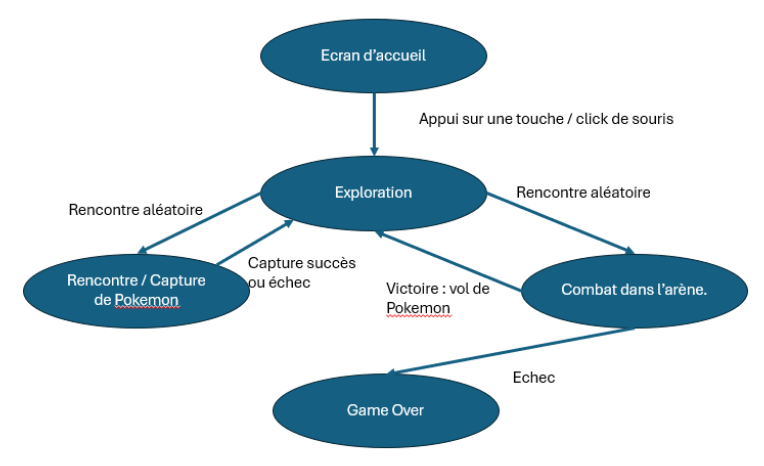 Ecran d'accueil
Appui sur une touche / click de souris
Exploration
Rencontre aléatoire
Rencontre aléatoire
Rencontre / Capture
de Pokemon
Capture succès
ou échec
Victoire : vol de
Pokemon
Combat dans l'arène.
Echec
Game Over